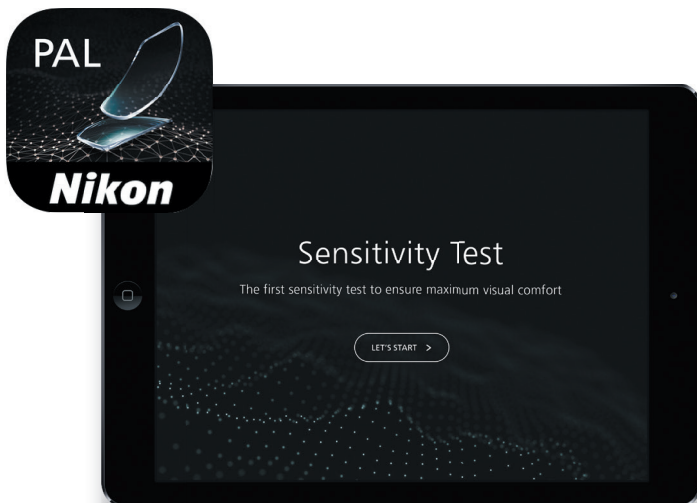 PAL
Nikon
Sensitivity Test
The first sensitivity test to ensure maximum visual comfort
LET'S START >